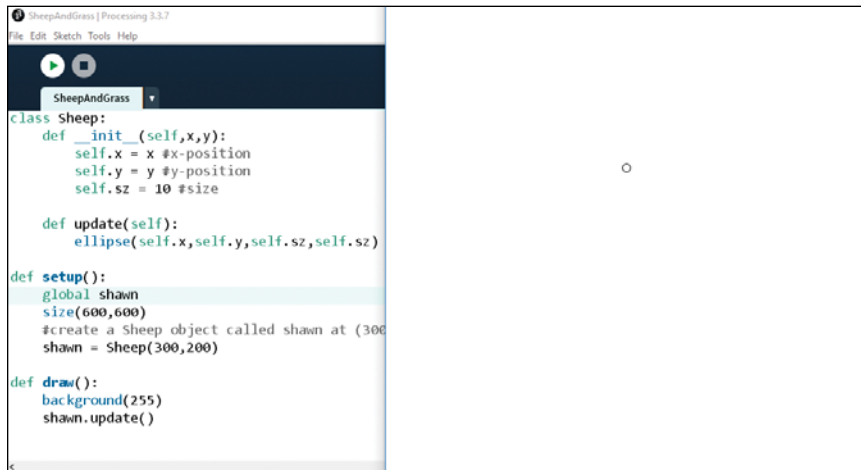 SheepAndGrass | Processing 3.3.7
File Edit Sketch Tools Help
SheepAndGrass
class Sheep:
    def __init__(self,x,y):
        self.x = x #x-position
        self.y = y #y-position
        self.sz = 10 #size
    def update(self):
        ellipse(self.x,self.y,self.sz,self.sz)
def setup():
    global shawn
    size(600,600)
    #create a Sheep object called shawn at (300
    shawn = Sheep(300,200)
def draw():
    background(255)
    shawn.update()